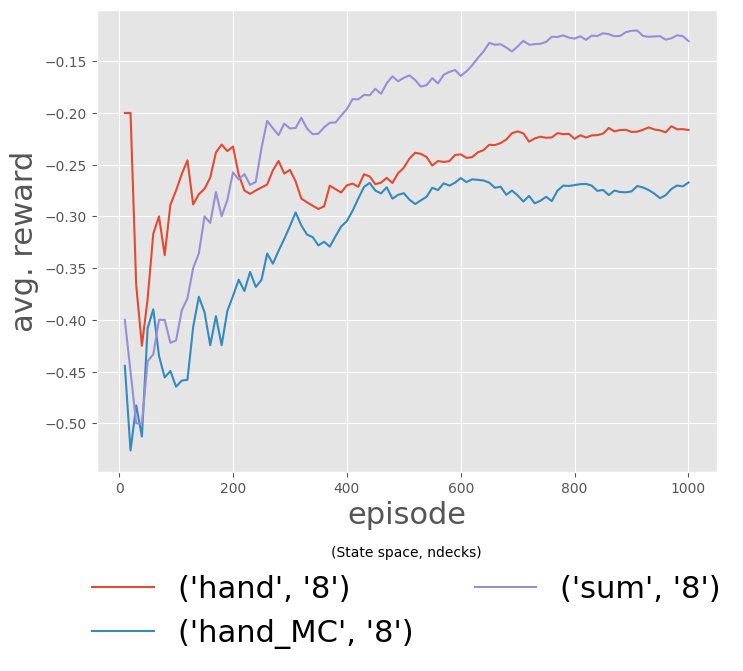 −0.15
−0.20
−0.25
−0.30
−0.35
−0.40
−0.45
−0.50
avg. reward
0 200 400 600 800 1000
episode
(State space, ndecks)
('hand', '8') ('sum', '8')
('hand_MC', '8')